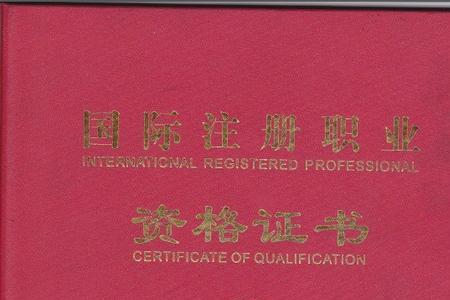 国际注册职业
INTERNATIONAL REGISTERED PROFESSIONAL
资格证书
CERTIFICATE OF QUALIFICATION